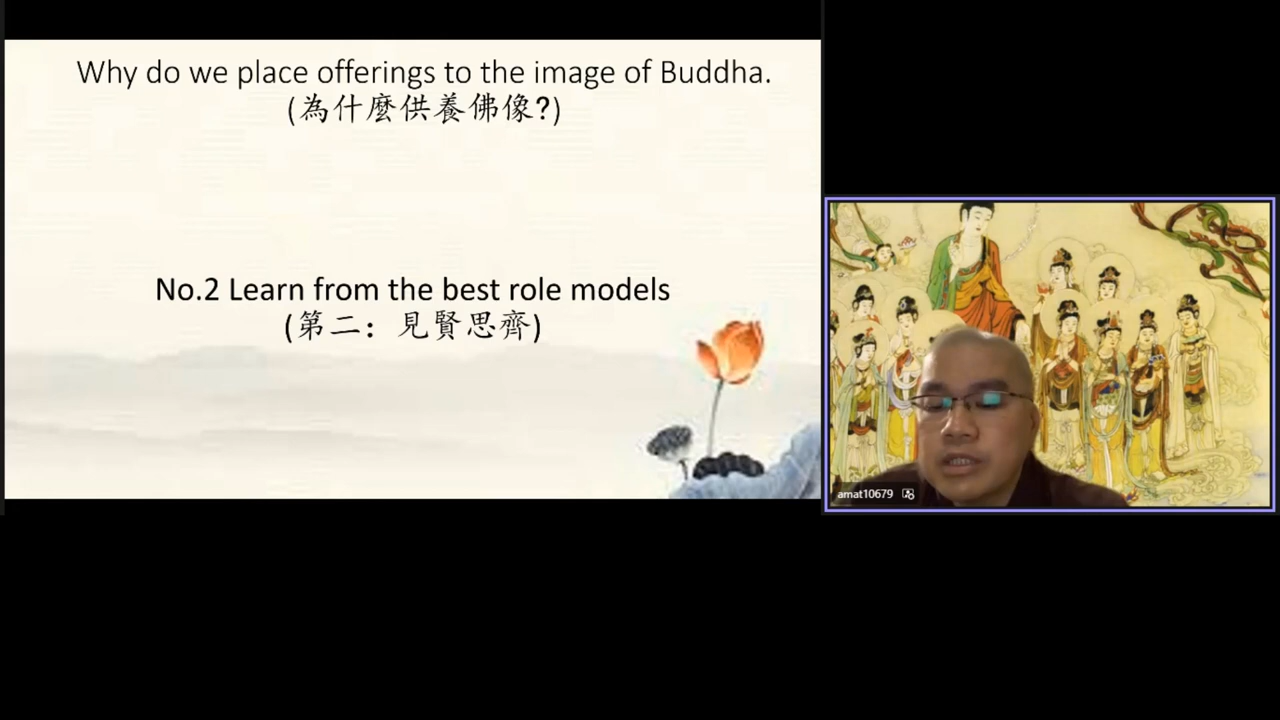 Why do we place offerings to the image of Buddha.
(為什麼供養佛像?)
No.2 Learn from the best role models
(第二：見賢思齊)
amat10679